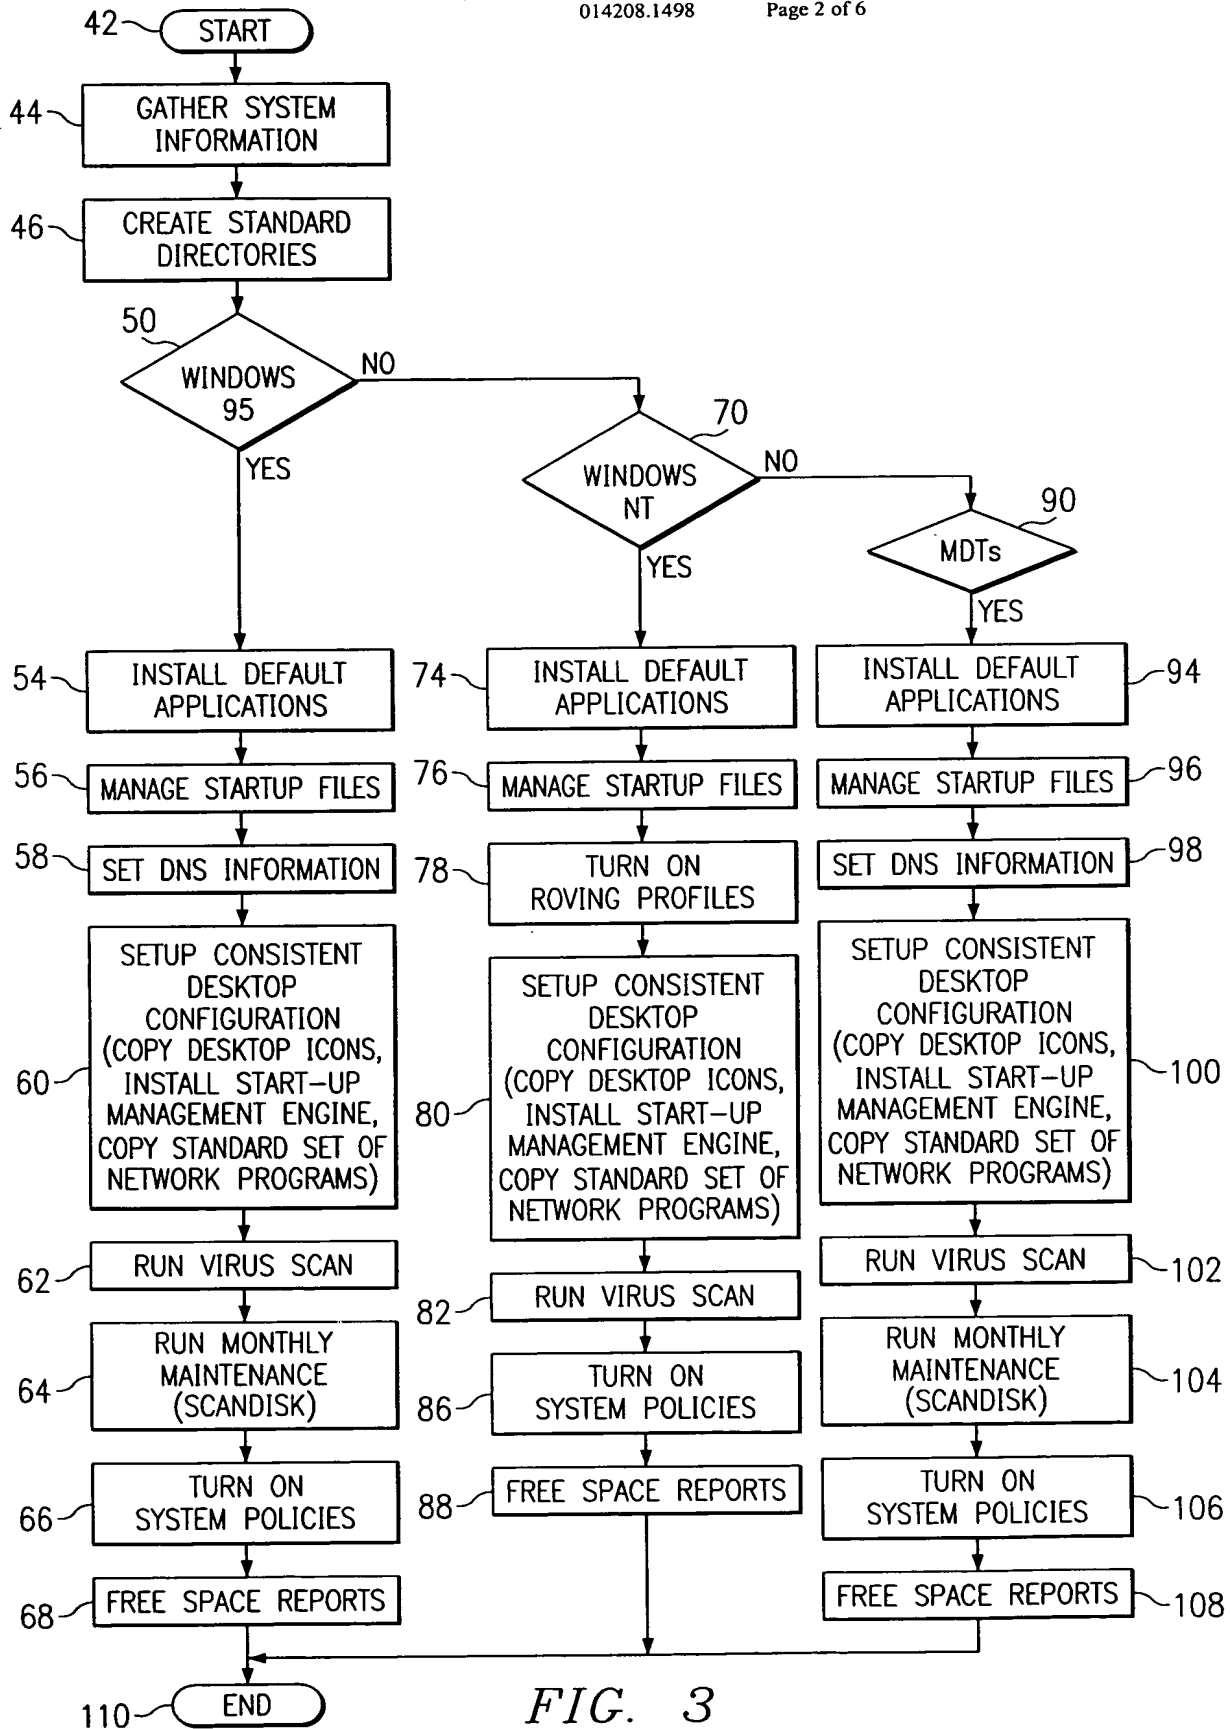 014208.1498 Page 2 of 6
42 START
44 GATHER SYSTEM
INFORMATION
46 CREATE STANDARD
DIRECTORIES
50
WINDOWS
95
NO
YES
70
WINDOWS
NT
NO
YES
90
MDTs
YES
54 INSTALL DEFAULT
APPLICATIONS
56 MANAGE STARTUP FILES
58 SET DNS INFORMATION
60 SETUP CONSISTENT
DESKTOP
CONFIGURATION
(COPY DESKTOP ICONS,
INSTALL START-UP
MANAGEMENT ENGINE,
COPY STANDARD SET OF
NETWORK PROGRAMS)
62 RUN VIRUS SCAN
64 RUN MONTHLY
MAINTENANCE
(SCANDISK)
66 TURN ON
SYSTEM POLICIES
68 FREE SPACE REPORTS
74 INSTALL DEFAULT
APPLICATIONS
76 MANAGE STARTUP FILES
78 TURN ON
ROVING PROFILES
80 SETUP CONSISTENT
DESKTOP
CONFIGURATION
(COPY DESKTOP ICONS,
INSTALL START-UP
MANAGEMENT ENGINE,
COPY STANDARD SET OF
NETWORK PROGRAMS)
82 RUN VIRUS SCAN
86 TURN ON
SYSTEM POLICIES
88 FREE SPACE REPORTS
INSTALL DEFAULT 94
APPLICATIONS
MANAGE STARTUP FILES 96
SET DNS INFORMATION 98
SETUP CONSISTENT
DESKTOP
CONFIGURATION
(COPY DESKTOP ICONS,
INSTALL START-UP 100
MANAGEMENT ENGINE,
COPY STANDARD SET OF
NETWORK PROGRAMS)
RUN VIRUS SCAN 102
RUN MONTHLY
MAINTENANCE 104
(SCANDISK)
TURN ON
SYSTEM POLICIES 106
FREE SPACE REPORTS 108
110 END
FIG. 3